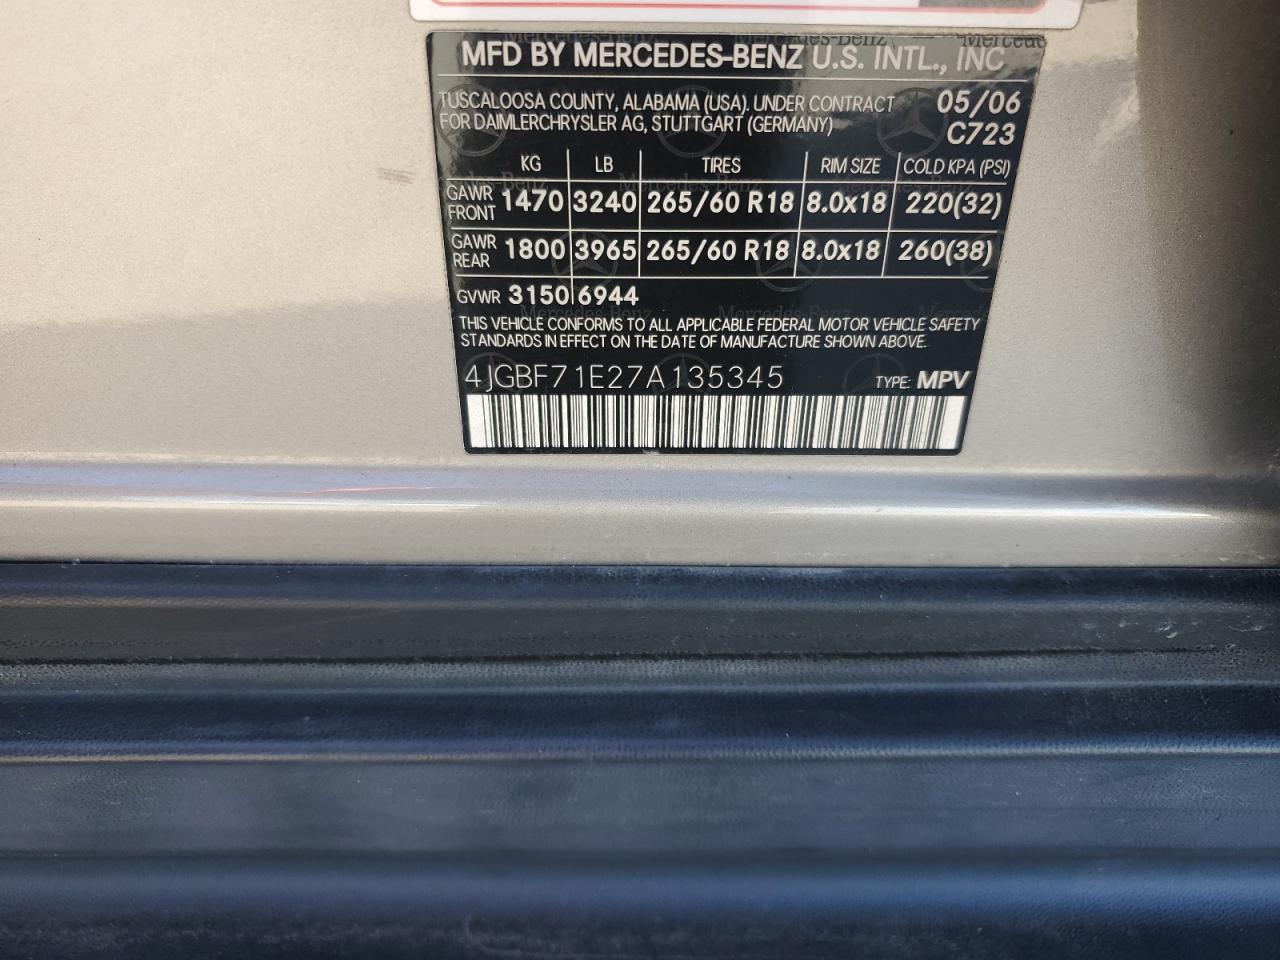 MFD BY MERCEDES-BENZ U.S. INTL., INC
TUSCALOOSA COUNTY, ALABAMA (USA). UNDER CONTRACT 05/06
FOR DAIMLERCHRYSLER AG, STUTTGART (GERMANY) C723
KG LB TIRES RIM SIZE COLD KPA (PSI)
GAWR FRONT 1470 3240 265/60 R18 8.0x18 220(32)
GAWR REAR 1800 3965 265/60 R18 8.0x18 260(38)
GVWR 3150 6944
THIS VEHICLE CONFORMS TO ALL APPLICABLE FEDERAL MOTOR VEHICLE SAFETY
STANDARDS IN EFFECT ON THE DATE OF MANUFACTURE SHOWN ABOVE.
4JGBF71E27A135345 TYPE: MPV